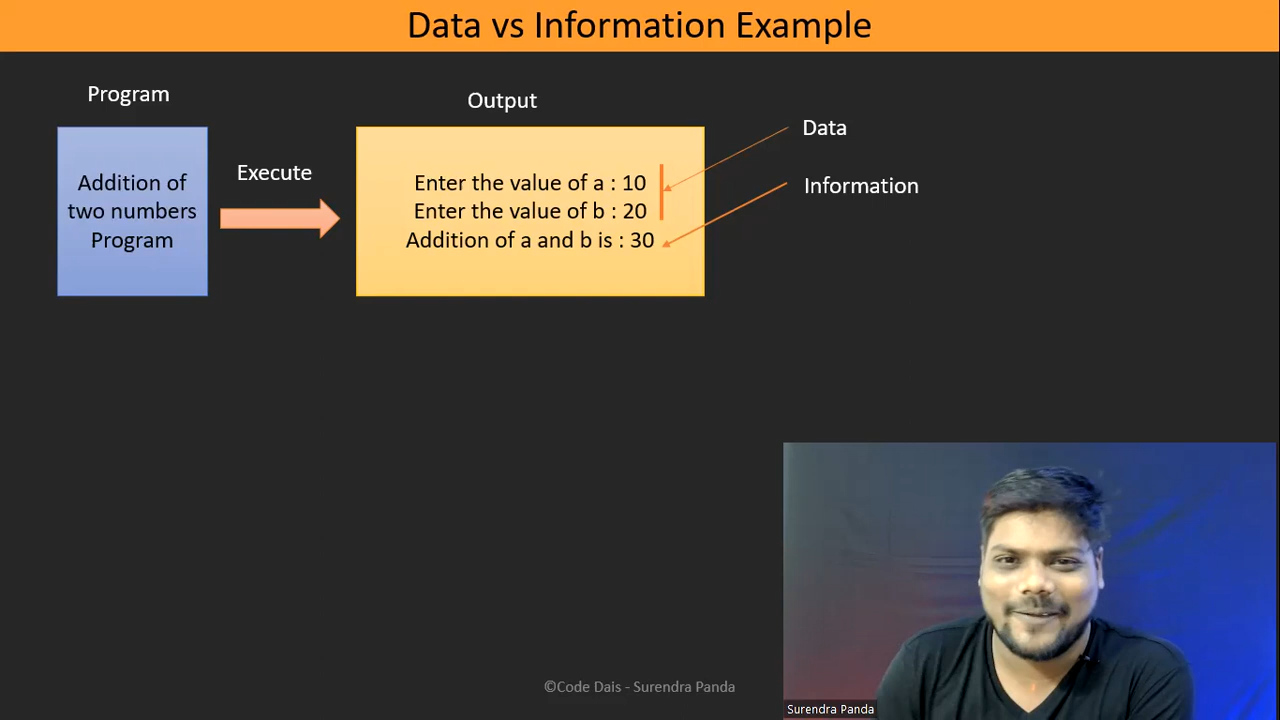 Data vs Information Example
Program
Output
Data
Addition of
two numbers
Program
Execute
Enter the value of a : 10
Enter the value of b : 20
Addition of a and b is : 30
Information
©Code Dais - Surendra Panda
Surendra Panda